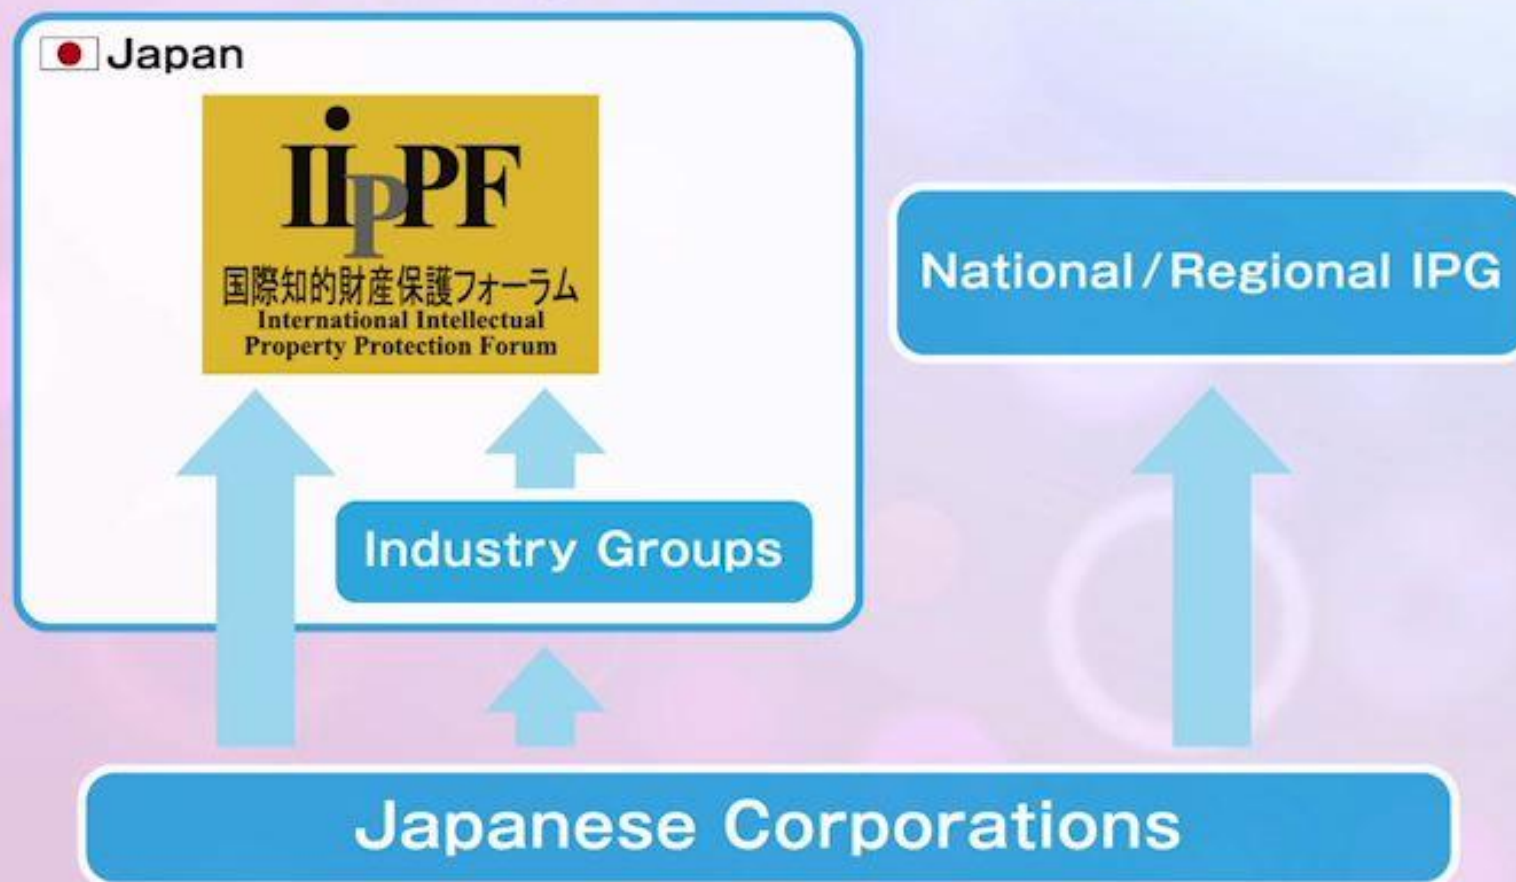 Japan
IIPPF
国際知的財産保護フォーラム
International Intellectual
Property Protection Forum
National/Regional IPG
Industry Groups
Japanese Corporations